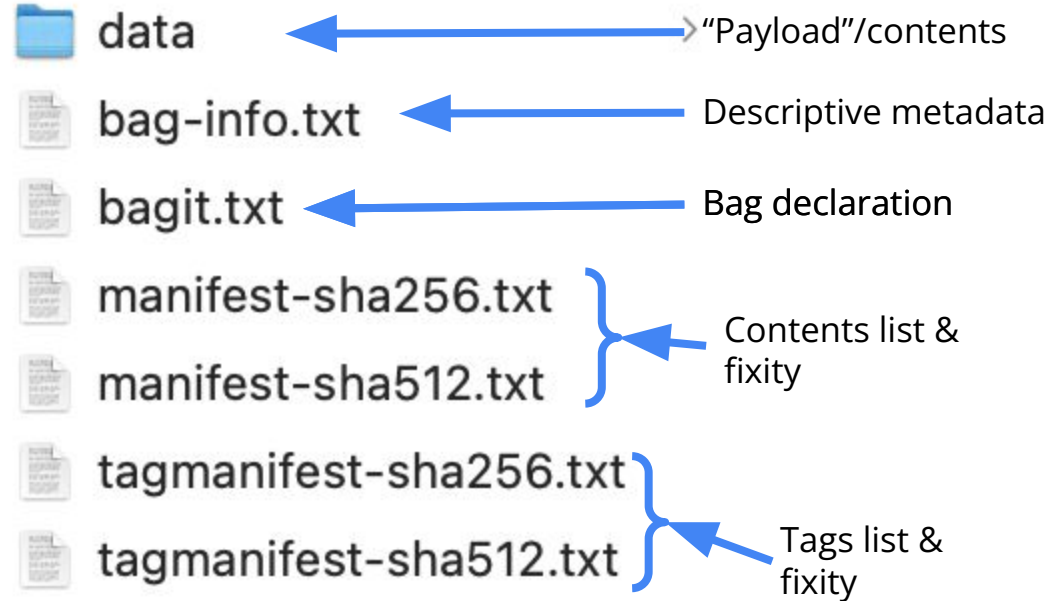 data
“Payload”/contents
bag-info.txt
Descriptive metadata
bagit.txt
Bag declaration
manifest-sha256.txt
manifest-sha512.txt
Contents list &
fixity
tagmanifest-sha256.txt
tagmanifest-sha512.txt
Tags list &
fixity